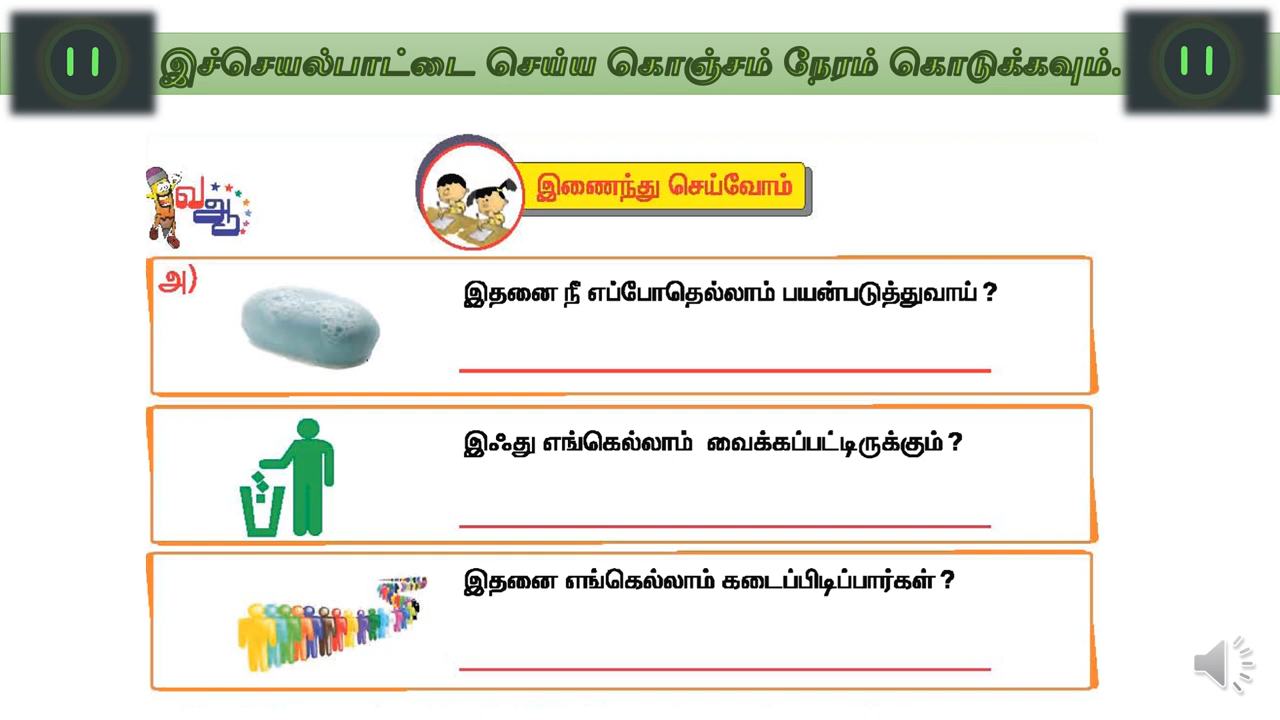 இச்செயல்பாட்டை செய்ய கொஞ்சம் நேரம் கொடுக்கவும்.
இணைந்து செய்வோம்
அ)
இதனை நீ எப்போதெல்லாம் பயன்படுத்துவாய் ?
இஃது எங்கெல்லாம் வைக்கப்பட்டிருக்கும் ?
இதனை எங்கெல்லாம் கடைப்பிடிப்பார்கள் ?